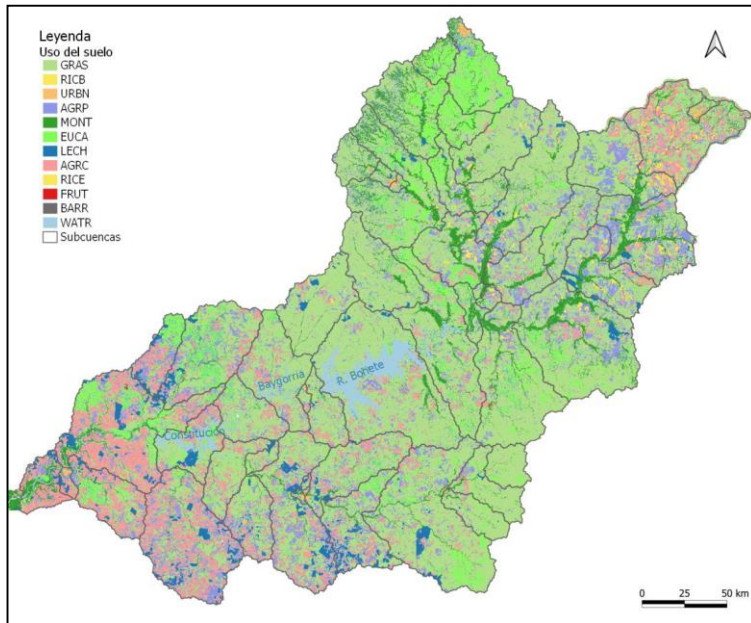 Leyenda
Uso del suelo
GRAS
RICB
URBN
AGRP
MONT
EUCA
LECH
AGRC
RICE
FRUT
BARR
WATR
Subcuencas
Baygorria
R. Bonete
Constitución
0 25 50 km